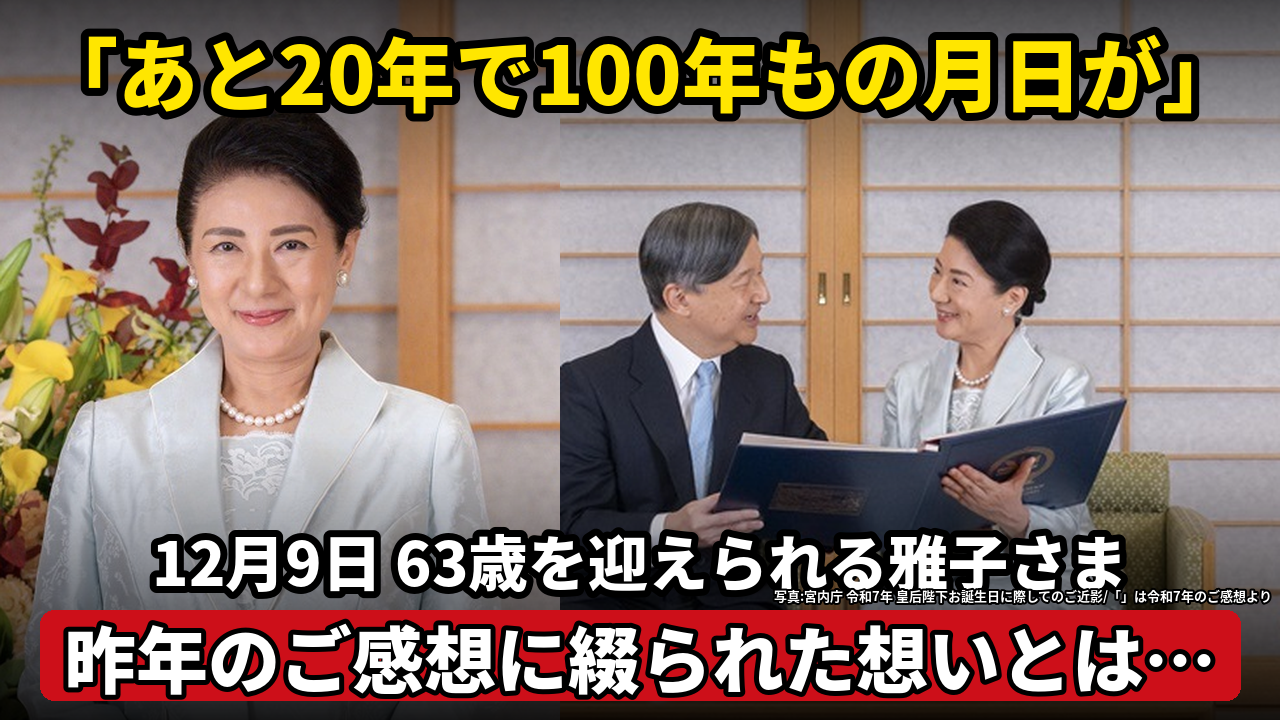 「あと20年で100年もの月日が」
12月9日 63歳を迎えられる雅子さま
写真:宮内庁 令和7年 皇后陛下お誕生日に際してのご近影/「」は令和7年のご感想より
昨年のご感想に綴られた想いとは…